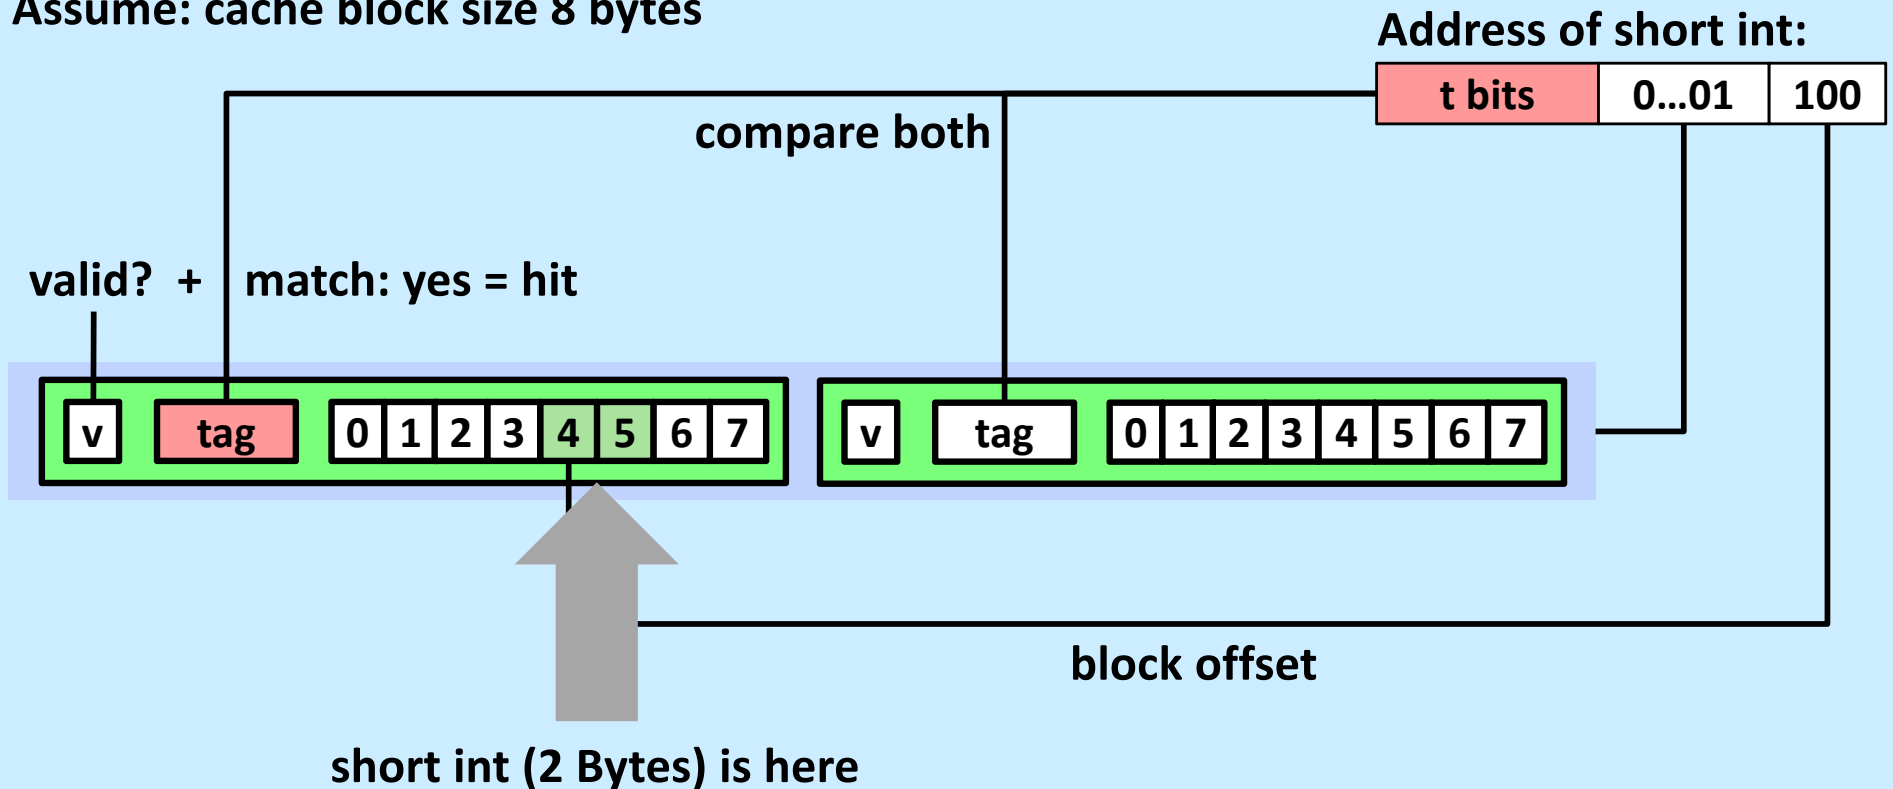 Assume: cache block size 8 bytes
Address of short int:
t bits 0...01 100
compare both
valid? + match: yes = hit
v tag 0 1 2 3 4 5 6 7 v tag 0 1 2 3 4 5 6 7
block offset
short int (2 Bytes) is here